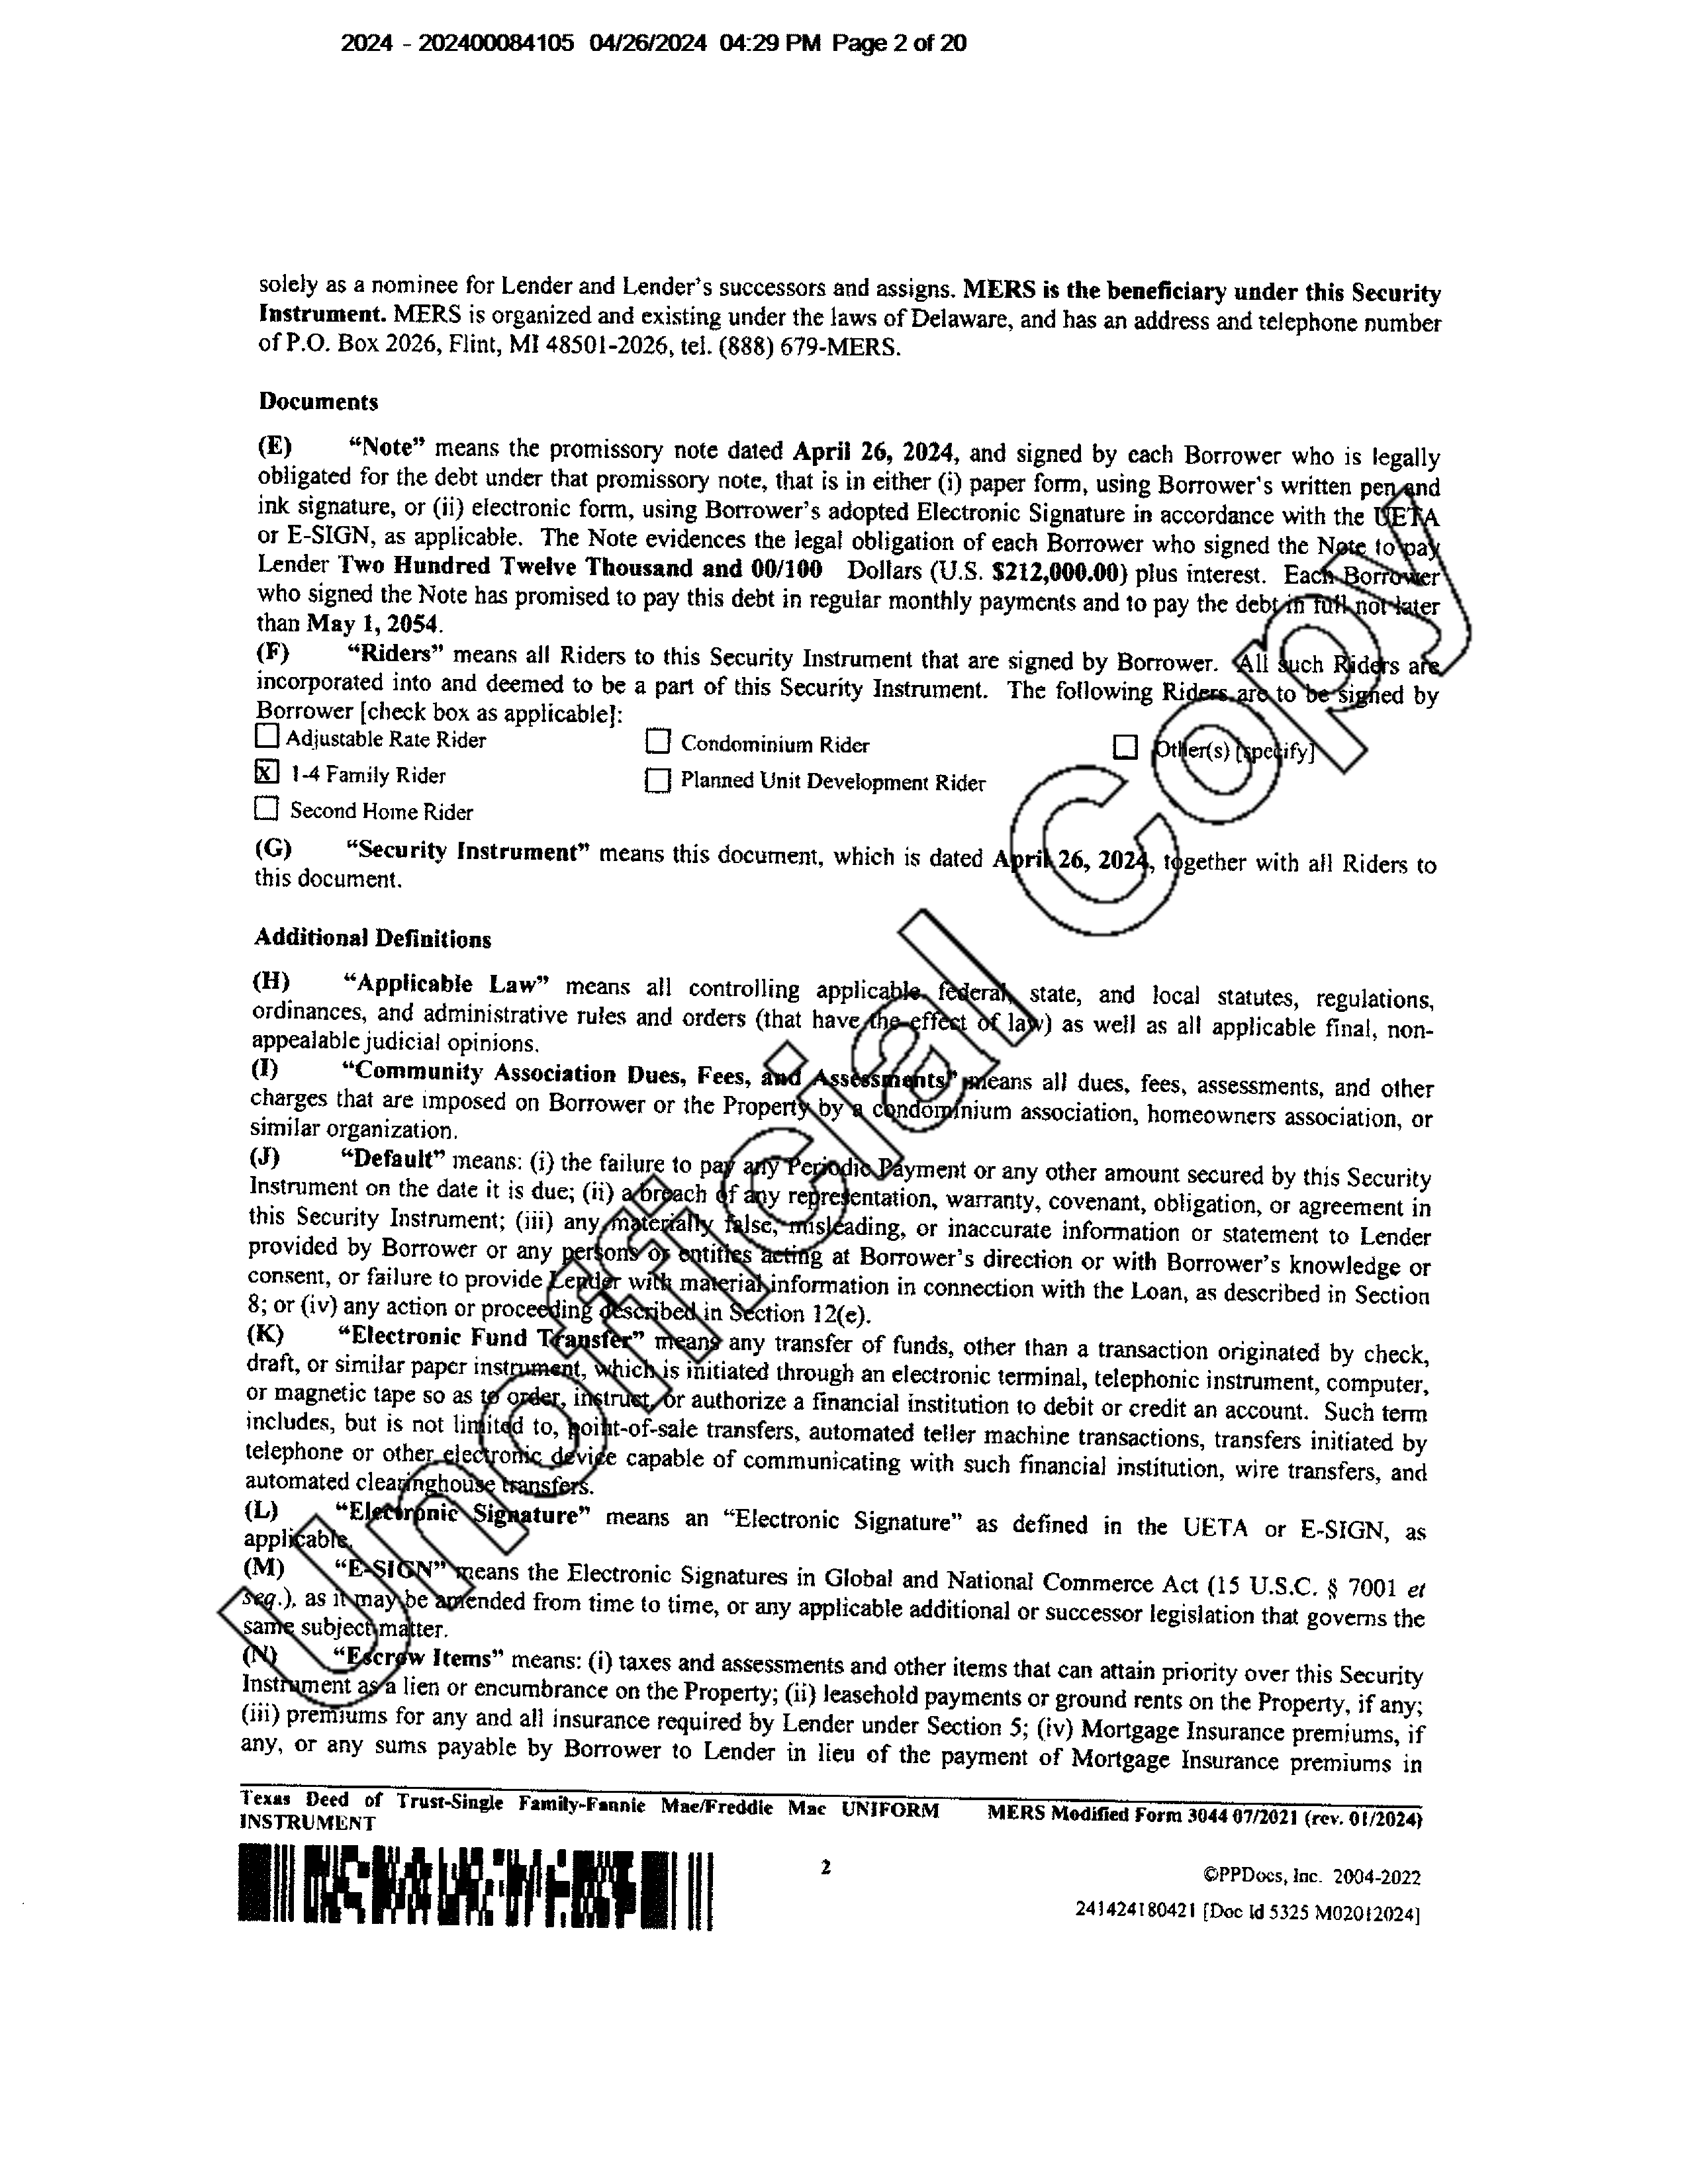 2024 - 202400084105 04/26/2024 04:29 PM Page 2 of 20
solely as a nominee for Lender and Lender's successors and assigns. MERS is the beneficiary under this Security
Instrument. MERS is organized and existing under the laws of Delaware, and has an address and telephone number
of P.O. Box 2026, Flint, MI 48501-2026, tel. (888) 679-MERS.
Documents
(E) “Note” means the promissory note dated April 26, 2024, and signed by each Borrower who is legally
obligated for the debt under that promissory note, that is in either (i) paper form, using Borrower's written pen and
ink signature, or (ii) electronic form, using Borrower's adopted Electronic Signature in accordance with the UETA
or E-SIGN, as applicable. The Note evidences the legal obligation of each Borrower who signed the Note to pay
Lender Two Hundred Twelve Thousand and 00/100 Dollars (U.S. $212,000.00) plus interest. Each Borrower
who signed the Note has promised to pay this debt in regular monthly payments and to pay the debt in full not later
than May 1, 2054.
(F) “Riders” means all Riders to this Security Instrument that are signed by Borrower. All such Riders are
incorporated into and deemed to be a part of this Security Instrument. The following Riders are to be signed by
Borrower [check box as applicable]:
☐ Adjustable Rate Rider ☐ Condominium Rider ☐ Other(s) [specify]
☒ 1-4 Family Rider ☐ Planned Unit Development Rider
☐ Second Home Rider
(G) “Security Instrument” means this document, which is dated April 26, 2024, together with all Riders to
this document.
Additional Definitions
(H) “Applicable Law” means all controlling applicable federal, state, and local statutes, regulations,
ordinances, and administrative rules and orders (that have the effect of law) as well as all applicable final, non-
appealable judicial opinions.
(I) “Community Association Dues, Fees, and Assessments” means all dues, fees, assessments, and other
charges that are imposed on Borrower or the Property by a condominium association, homeowners association, or
similar organization.
(J) “Default” means: (i) the failure to pay any Periodic Payment or any other amount secured by this Security
Instrument on the date it is due; (ii) a breach of any representation, warranty, covenant, obligation, or agreement in
this Security Instrument; (iii) any materially false, misleading, or inaccurate information or statement to Lender
provided by Borrower or any persons or entities acting at Borrower's direction or with Borrower's knowledge or
consent, or failure to provide Lender with material information in connection with the Loan, as described in Section
8; or (iv) any action or proceeding described in Section 12(e).
(K) “Electronic Fund Transfer” means any transfer of funds, other than a transaction originated by check,
draft, or similar paper instrument, which is initiated through an electronic terminal, telephonic instrument, computer,
or magnetic tape so as to order, instruct, or authorize a financial institution to debit or credit an account. Such term
includes, but is not limited to, point-of-sale transfers, automated teller machine transactions, transfers initiated by
telephone or other electronic device capable of communicating with such financial institution, wire transfers, and
automated clearinghouse transfers.
(L) “Electronic Signature” means an “Electronic Signature” as defined in the UETA or E-SIGN, as
applicable.
(M) “E-SIGN” means the Electronic Signatures in Global and National Commerce Act (15 U.S.C. § 7001 et
seq.), as it may be amended from time to time, or any applicable additional or successor legislation that governs the
same subject matter.
(N) “Escrow Items” means: (i) taxes and assessments and other items that can attain priority over this Security
Instrument as a lien or encumbrance on the Property; (ii) leasehold payments or ground rents on the Property, if any;
(iii) premiums for any and all insurance required by Lender under Section 5; (iv) Mortgage Insurance premiums, if
any, or any sums payable by Borrower to Lender in lieu of the payment of Mortgage Insurance premiums in
Unofficial Copy
Texas Deed of Trust-Single Family-Fannie Mae/Freddie Mac UNIFORM MERS Modified Form 3044 07/2021 (rev. 01/2024)
INSTRUMENT
2
©PPDocs, Inc. 2004-2022
241424180421 [Doc Id 5325 M02012024]